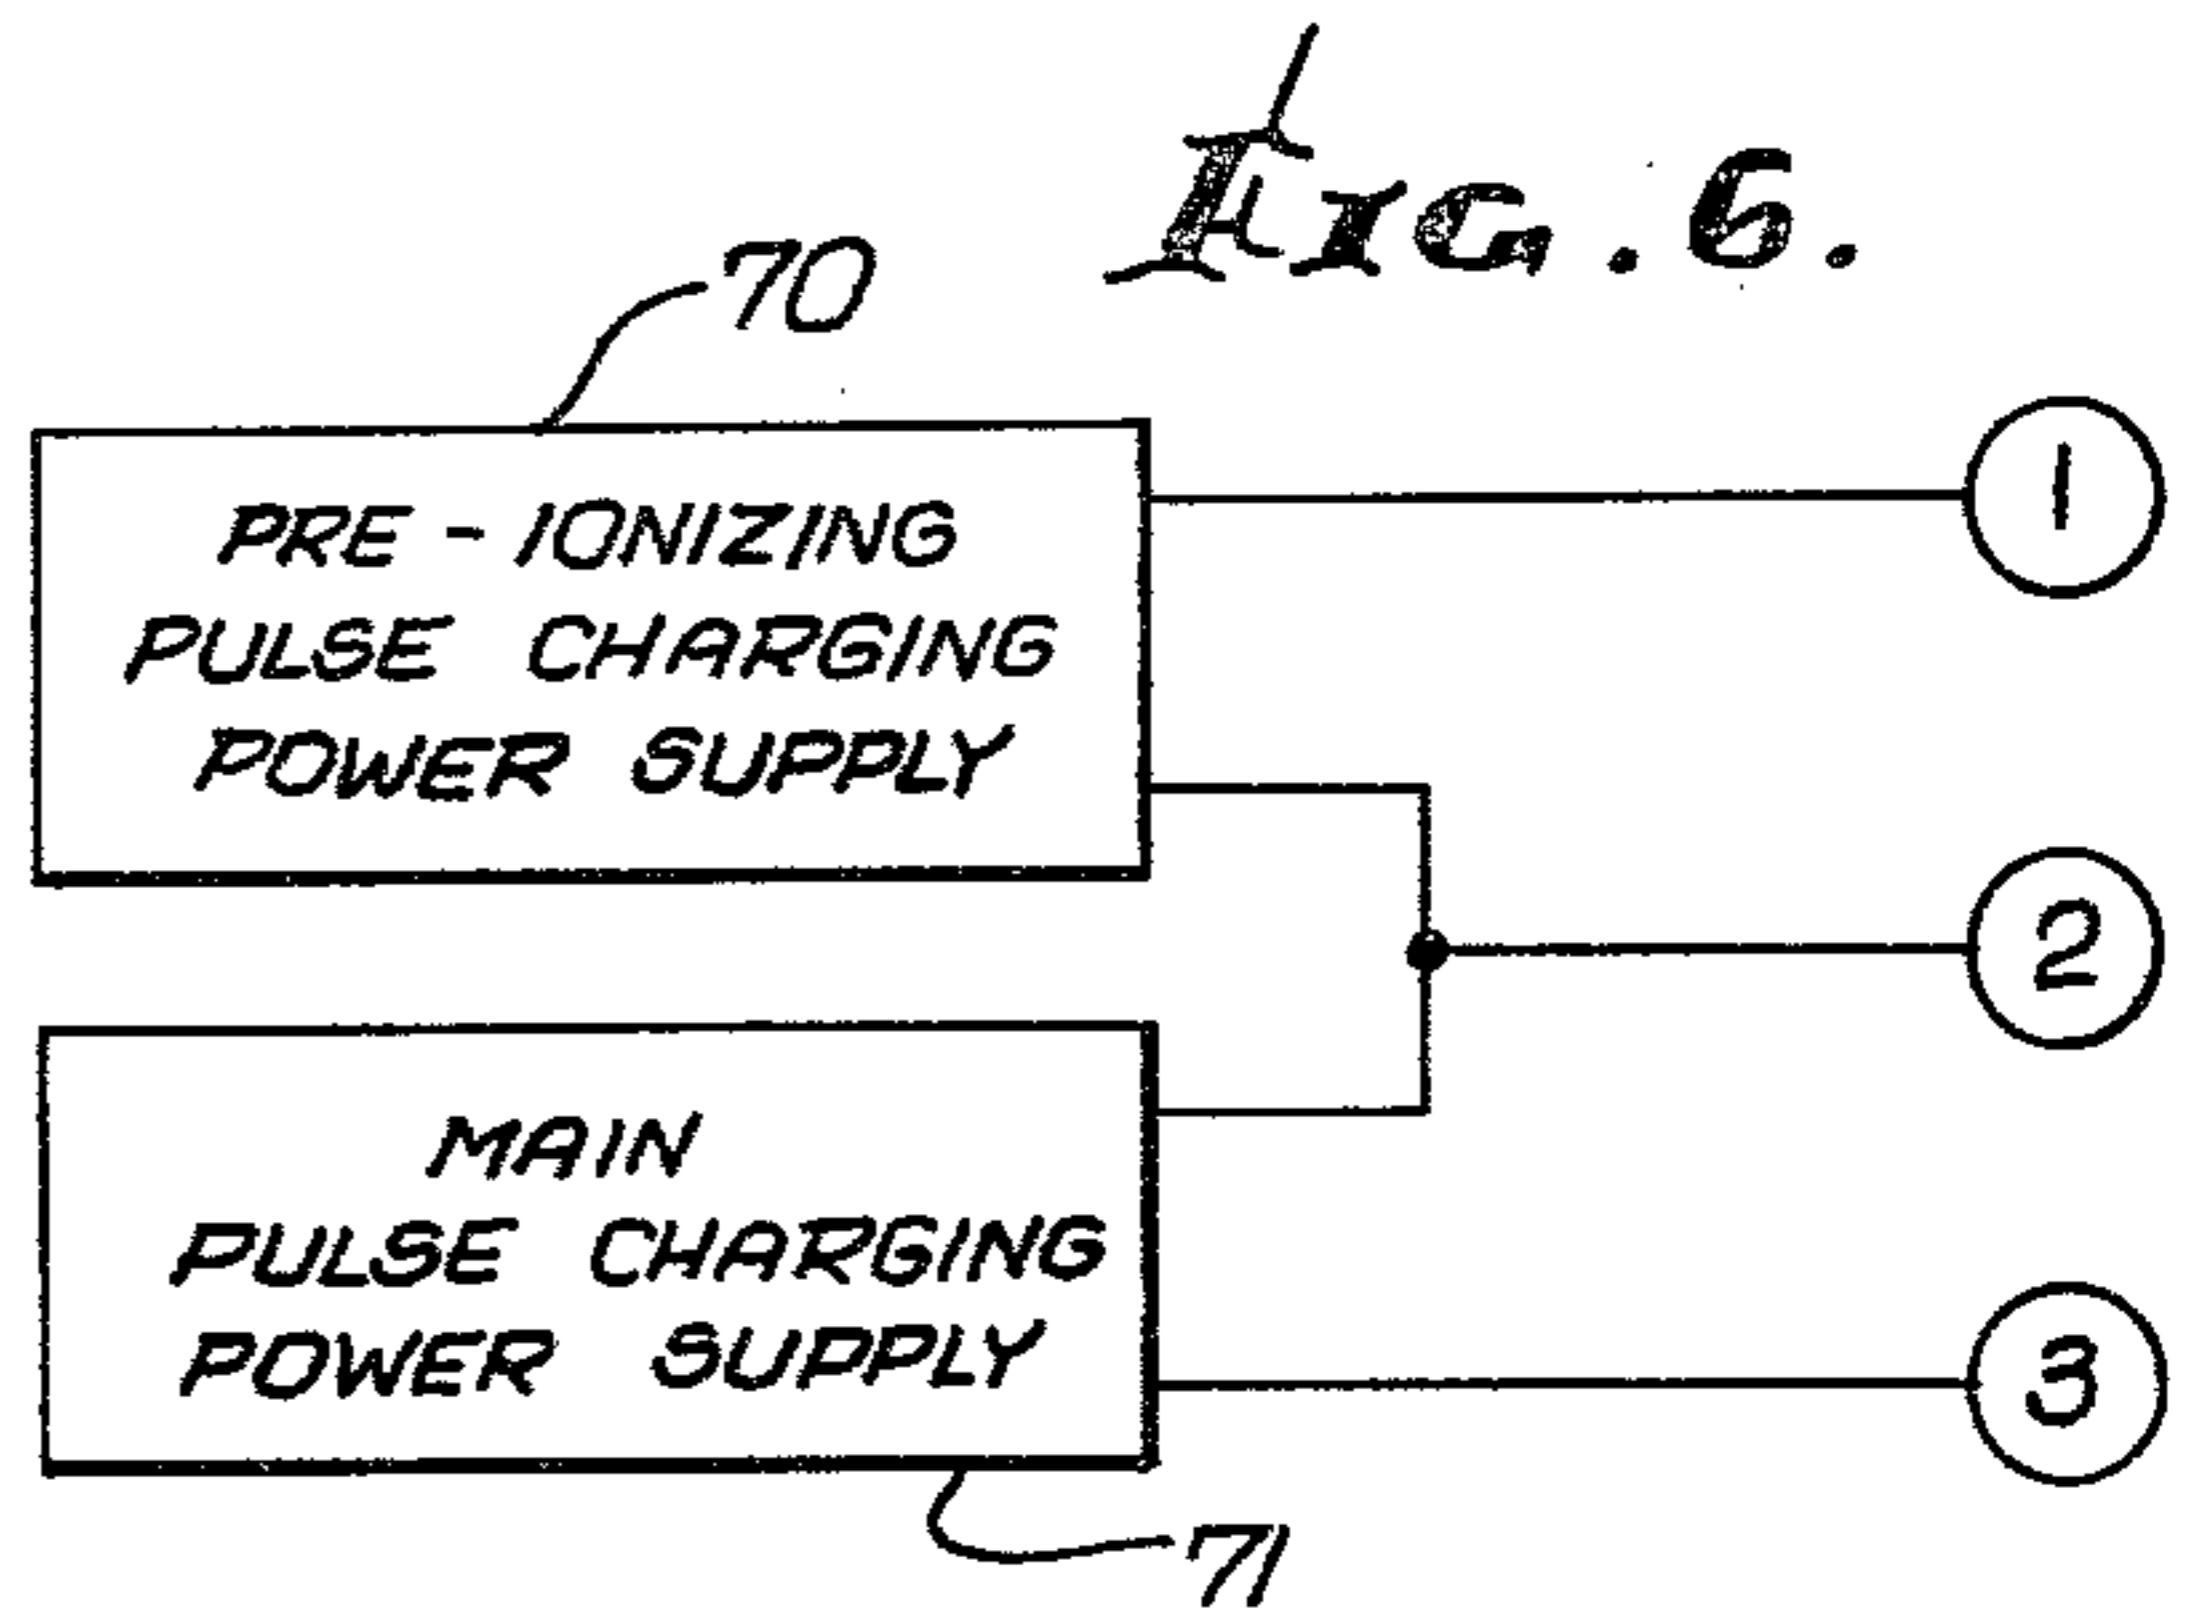 FIG. 6.
70
1
PRE - IONIZING
PULSE CHARGING
POWER SUPPLY
2
MAIN
PULSE CHARGING
POWER SUPPLY
3
71